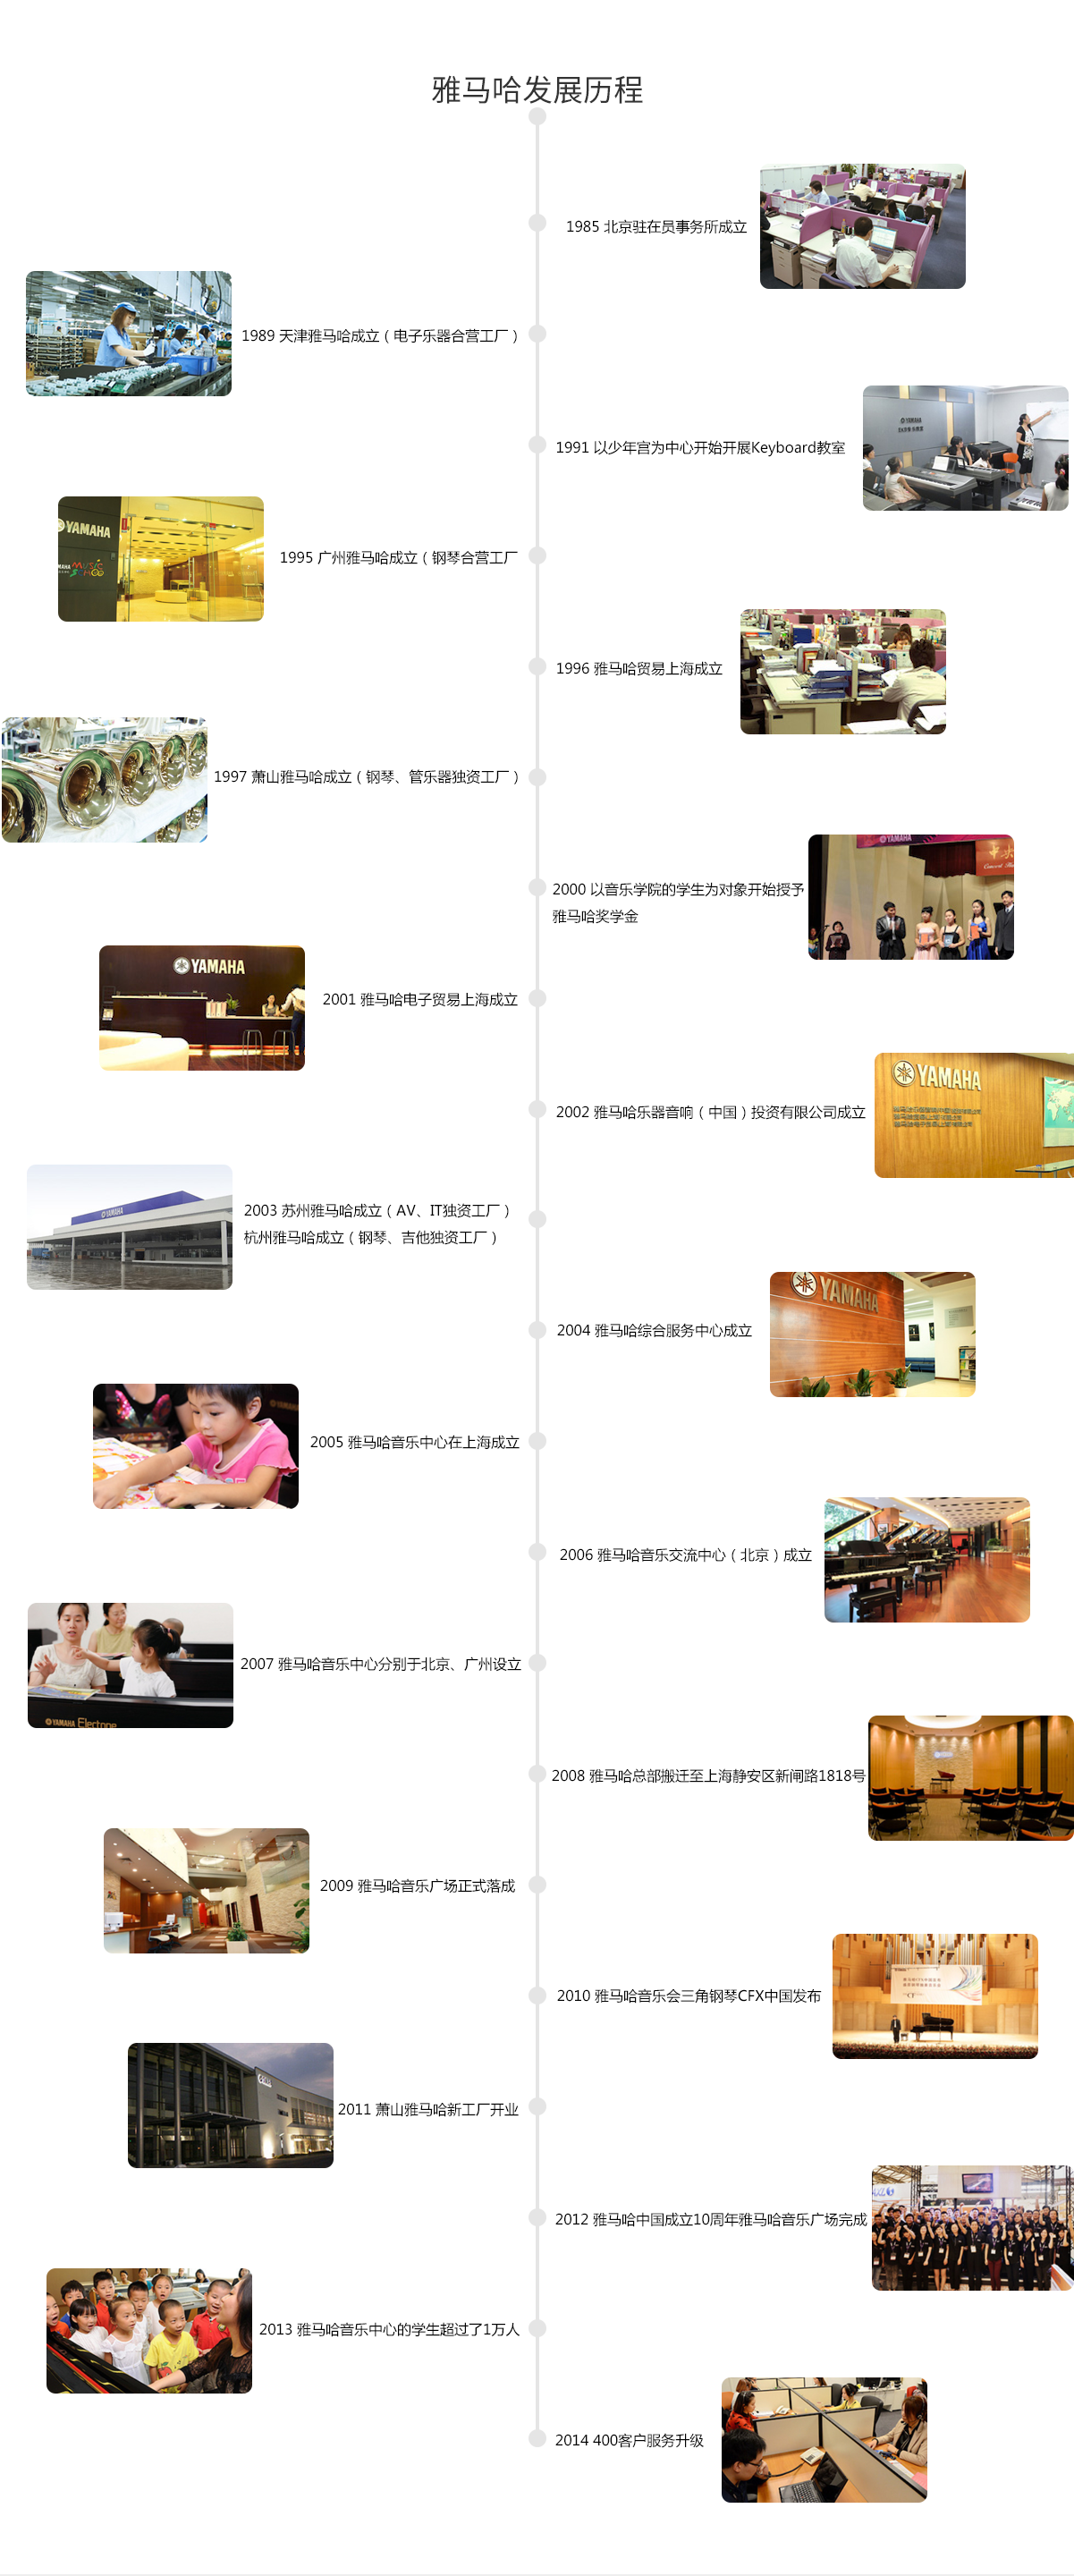 雅马哈发展历程
1985 北京驻在员事务所成立
1989 天津雅马哈成立（电子乐器合营工厂）
YAMAHA
1991 以少年宫为中心开始开展Keyboard教室
YAMAHA
MUSIC
SCHOOL
1995 广州雅马哈成立（钢琴合营工厂
1996 雅马哈贸易上海成立
1997 萧山雅马哈成立（钢琴、管乐器独资工厂）
YAMAHA
2000 以音乐学院的学生为对象开始授予
雅马哈奖学金
YAMAHA
2001 雅马哈电子贸易上海成立
YAMAHA
2002 雅马哈乐器音响（中国）投资有限公司成立
YAMAHA
2003 苏州雅马哈成立（AV、IT独资工厂）
杭州雅马哈成立（钢琴、吉他独资工厂）
YAMAHA
2004 雅马哈综合服务中心成立
2005 雅马哈音乐中心在上海成立
2006 雅马哈音乐交流中心（北京）成立
2007 雅马哈音乐中心分别于北京、广州设立
YAMAHA Electone
2008 雅马哈总部搬迁至上海静安区新闸路1818号
2009 雅马哈音乐广场正式落成
2010 雅马哈音乐会三角钢琴CFX中国发布
2011 萧山雅马哈新工厂开业
2012 雅马哈中国成立10周年雅马哈音乐广场完成
2013 雅马哈音乐中心的学生超过了1万人
2014 400客户服务升级